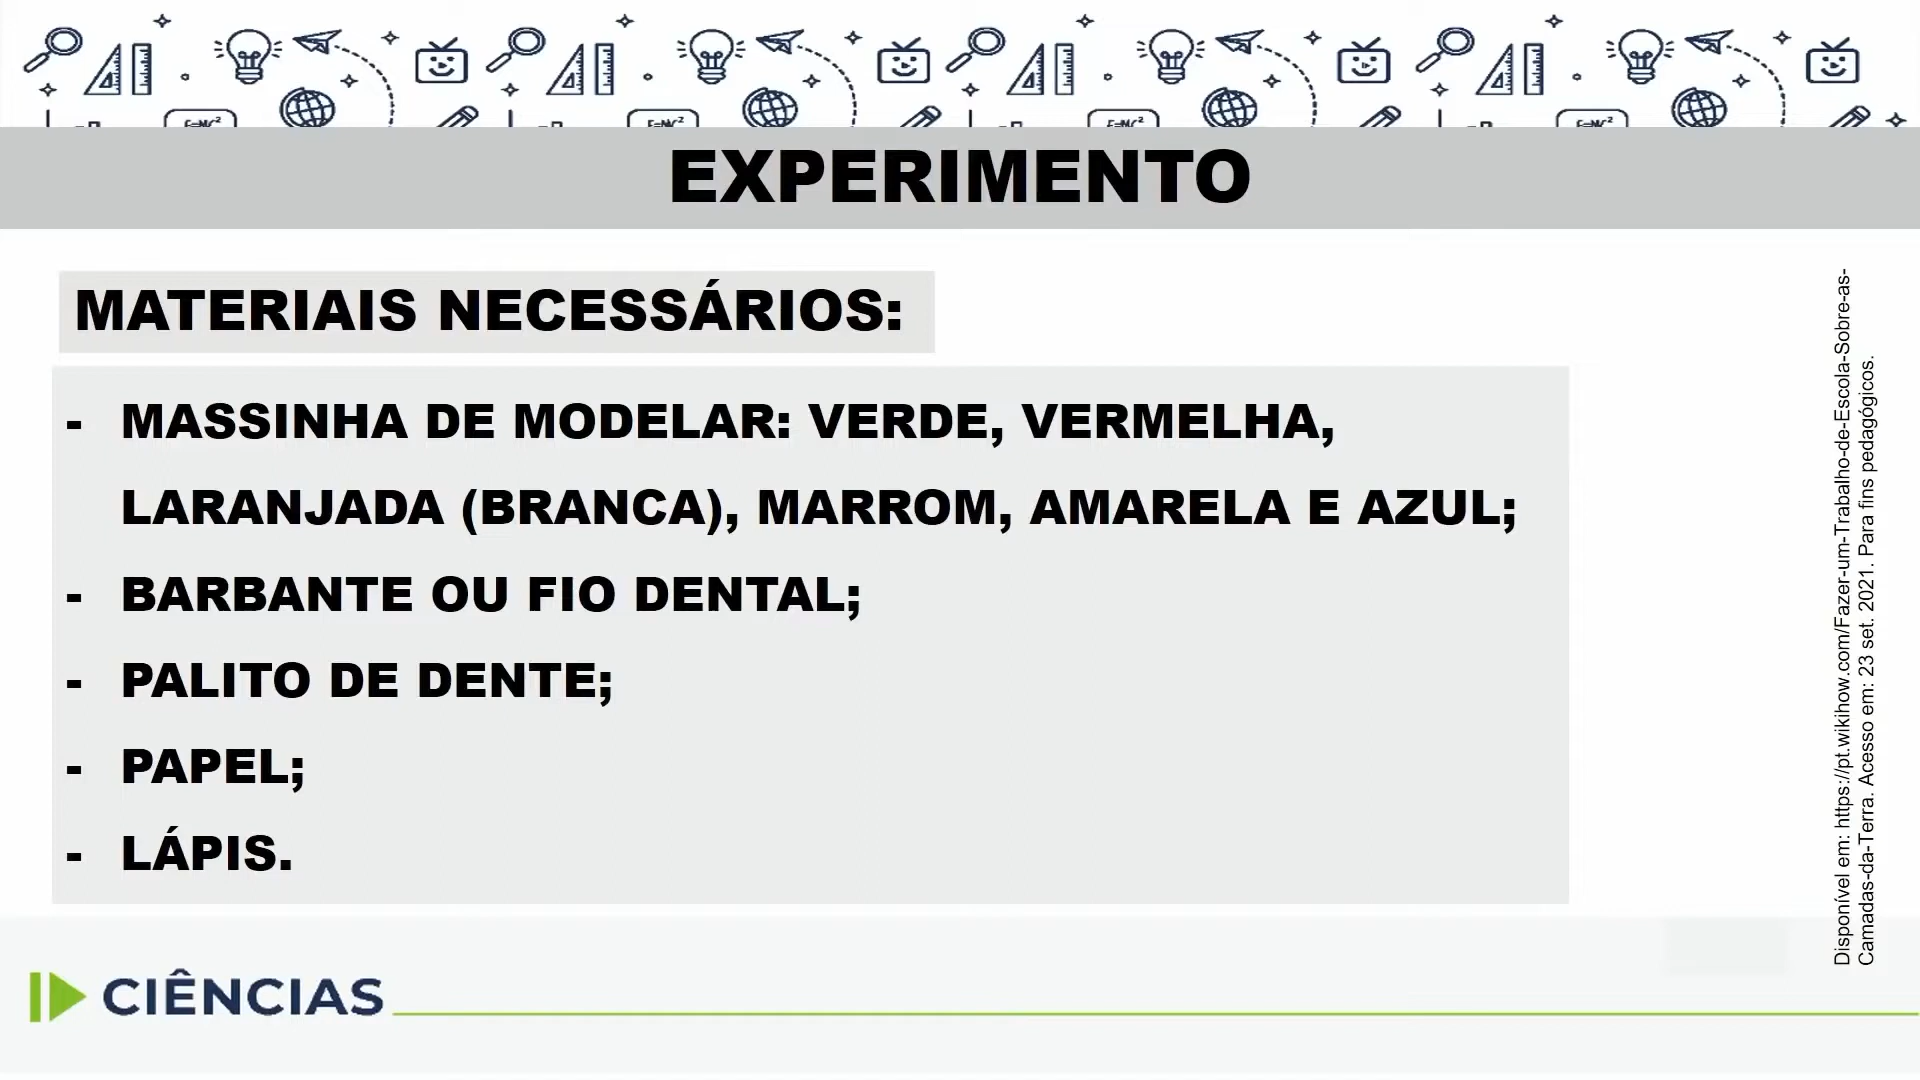 EXPERIMENTO
MATERIAIS NECESSÁRIOS:
- MASSINHA DE MODELAR: VERDE, VERMELHA,
LARANJADA (BRANCA), MARROM, AMARELA E AZUL;
- BARBANTE OU FIO DENTAL;
- PALITO DE DENTE;
- PAPEL;
- LÁPIS.
Disponível em: https://pt.wikihow.com/Fazer-um-Trabalho-de-Escola-Sobre-as-
Camadas-da-Terra. Acesso em: 23 set. 2021. Para fins pedagógicos.
CIÊNCIAS